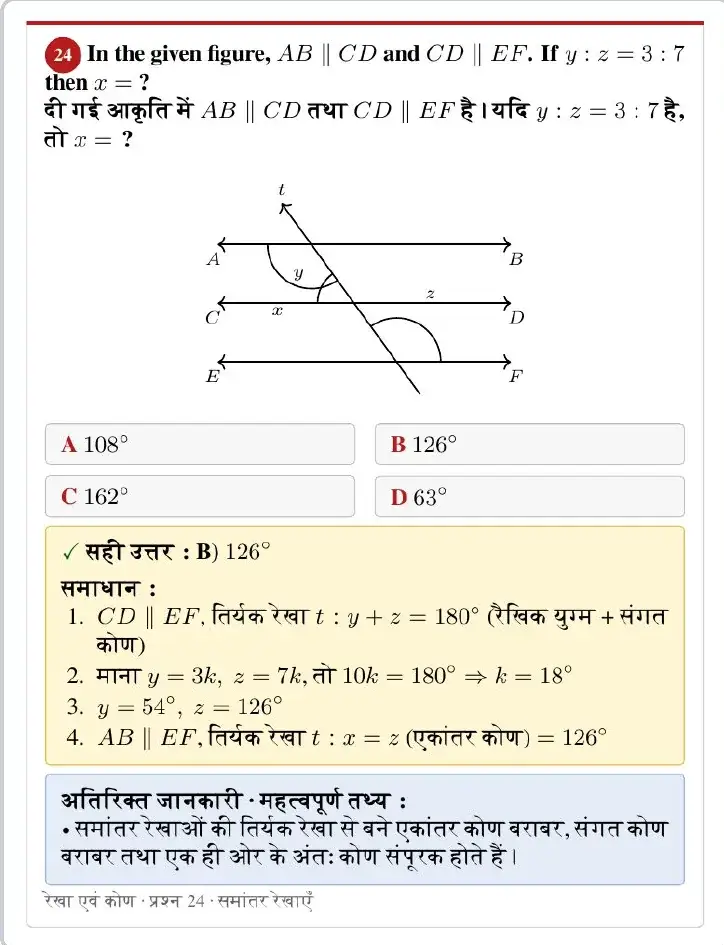 24 In the given figure, AB ∥ CD and CD ∥ EF. If y : z = 3 : 7
then x = ?
दी गई आकृति में AB ∥ CD तथा CD ∥ EF है। यदि y : z = 3 : 7 है,
तो x = ?
t
A B
y
z
C x D
E F
A 108°
B 126°
C 162°
D 63°
✓ सही उत्तर : B) 126°
समाधान :
1. CD ∥ EF, तिर्यक रेखा t : y + z = 180° (रैखिक युग्म + संगत
कोण)
2. माना y = 3k, z = 7k, तो 10k = 180° ⇒ k = 18°
3. y = 54°, z = 126°
4. AB ∥ EF, तिर्यक रेखा t : x = z (एकांतर कोण) = 126°
अतिरिक्त जानकारी · महत्वपूर्ण तथ्य :
• समांतर रेखाओं की तिर्यक रेखा से बने एकांतर कोण बराबर, संगत कोण
बराबर तथा एक ही ओर के अंतः कोण संपूरक होते हैं।
रेखा एवं कोण · प्रश्न 24 · समांतर रेखाएँ